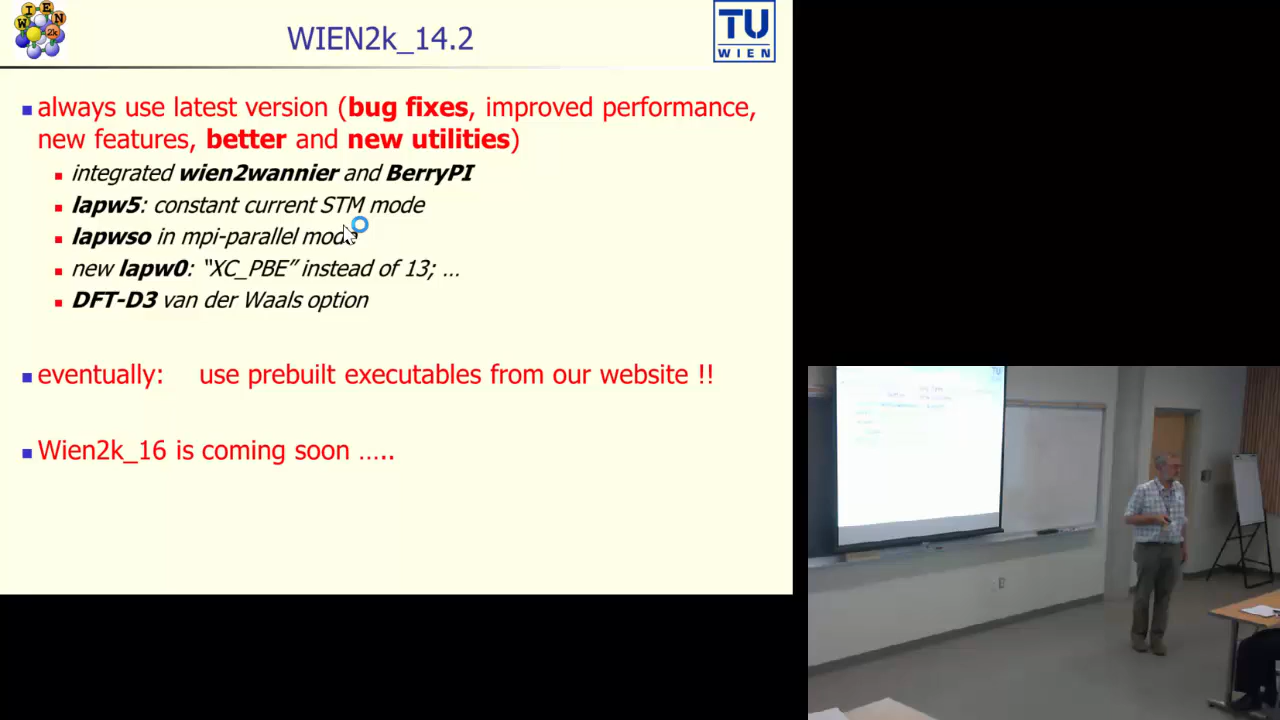 WIEN2k
WIEN2k_14.2
TU
WIEN
always use latest version (bug fixes, improved performance,
new features, better and new utilities)
integrated wien2wannier and BerryPI
lapw5: constant current STM mode
lapwso in mpi-parallel mode
new lapw0: “XC_PBE” instead of 13; …
DFT-D3 van der Waals option
eventually: use prebuilt executables from our website !!
Wien2k_16 is coming soon …..
TU